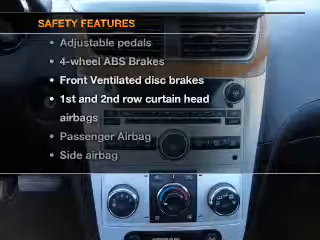 SAFETY FEATURES
• Adjustable pedals
• 4-wheel ABS Brakes
• Front Ventilated disc brakes
• 1st and 2nd row curtain head
airbags
• Passenger Airbag
• Side airbag